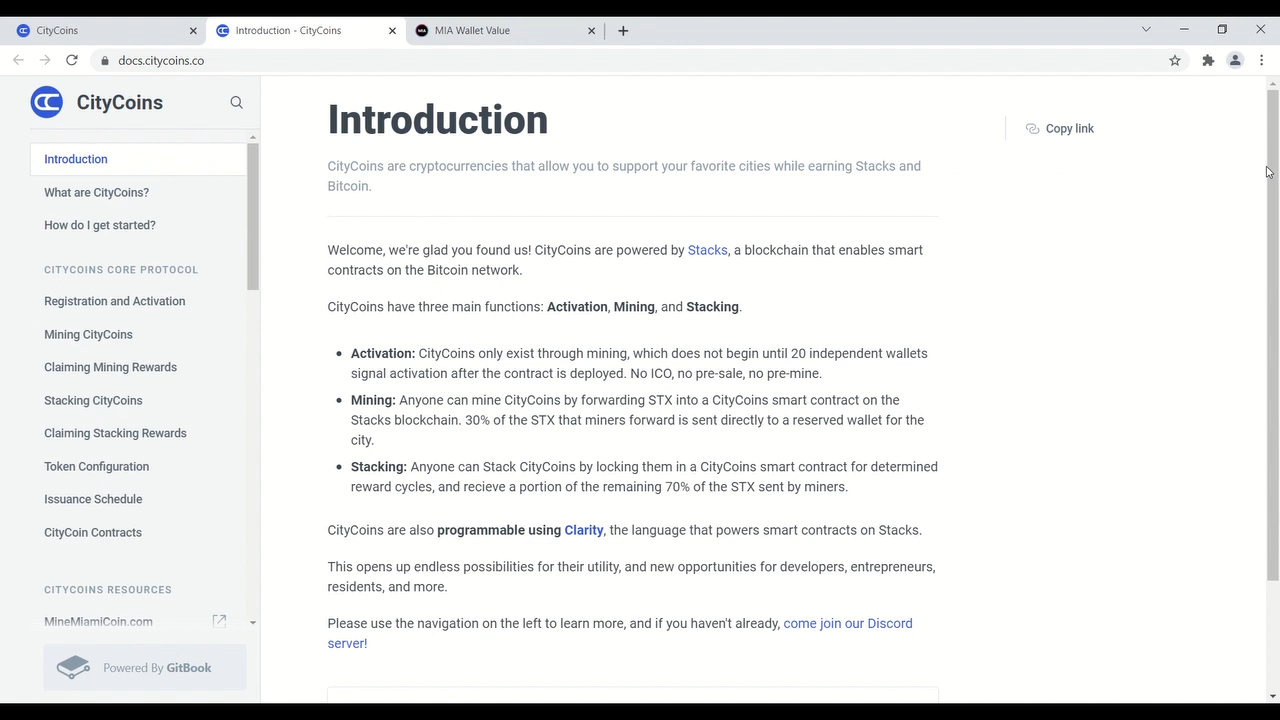 CityCoins
Introduction - CityCoins
MIA Wallet Value
docs.citycoins.co
CityCoins
Introduction
What are CityCoins?
How do I get started?
CITYCOINS CORE PROTOCOL
Registration and Activation
Mining CityCoins
Claiming Mining Rewards
Stacking CityCoins
Claiming Stacking Rewards
Token Configuration
Issuance Schedule
CityCoin Contracts
CITYCOINS RESOURCES
MineMiamiCoin.com
Powered By GitBook
Introduction
Copy link
CityCoins are cryptocurrencies that allow you to support your favorite cities while earning Stacks and
Bitcoin.
Welcome, we're glad you found us! CityCoins are powered by Stacks, a blockchain that enables smart
contracts on the Bitcoin network.
CityCoins have three main functions: Activation, Mining, and Stacking.
Activation: CityCoins only exist through mining, which does not begin until 20 independent wallets
signal activation after the contract is deployed. No ICO, no pre-sale, no pre-mine.
Mining: Anyone can mine CityCoins by forwarding STX into a CityCoins smart contract on the
Stacks blockchain. 30% of the STX that miners forward is sent directly to a reserved wallet for the
city.
Stacking: Anyone can Stack CityCoins by locking them in a CityCoins smart contract for determined
reward cycles, and recieve a portion of the remaining 70% of the STX sent by miners.
CityCoins are also programmable using Clarity, the language that powers smart contracts on Stacks.
This opens up endless possibilities for their utility, and new opportunities for developers, entrepreneurs,
residents, and more.
Please use the navigation on the left to learn more, and if you haven't already, come join our Discord
server!